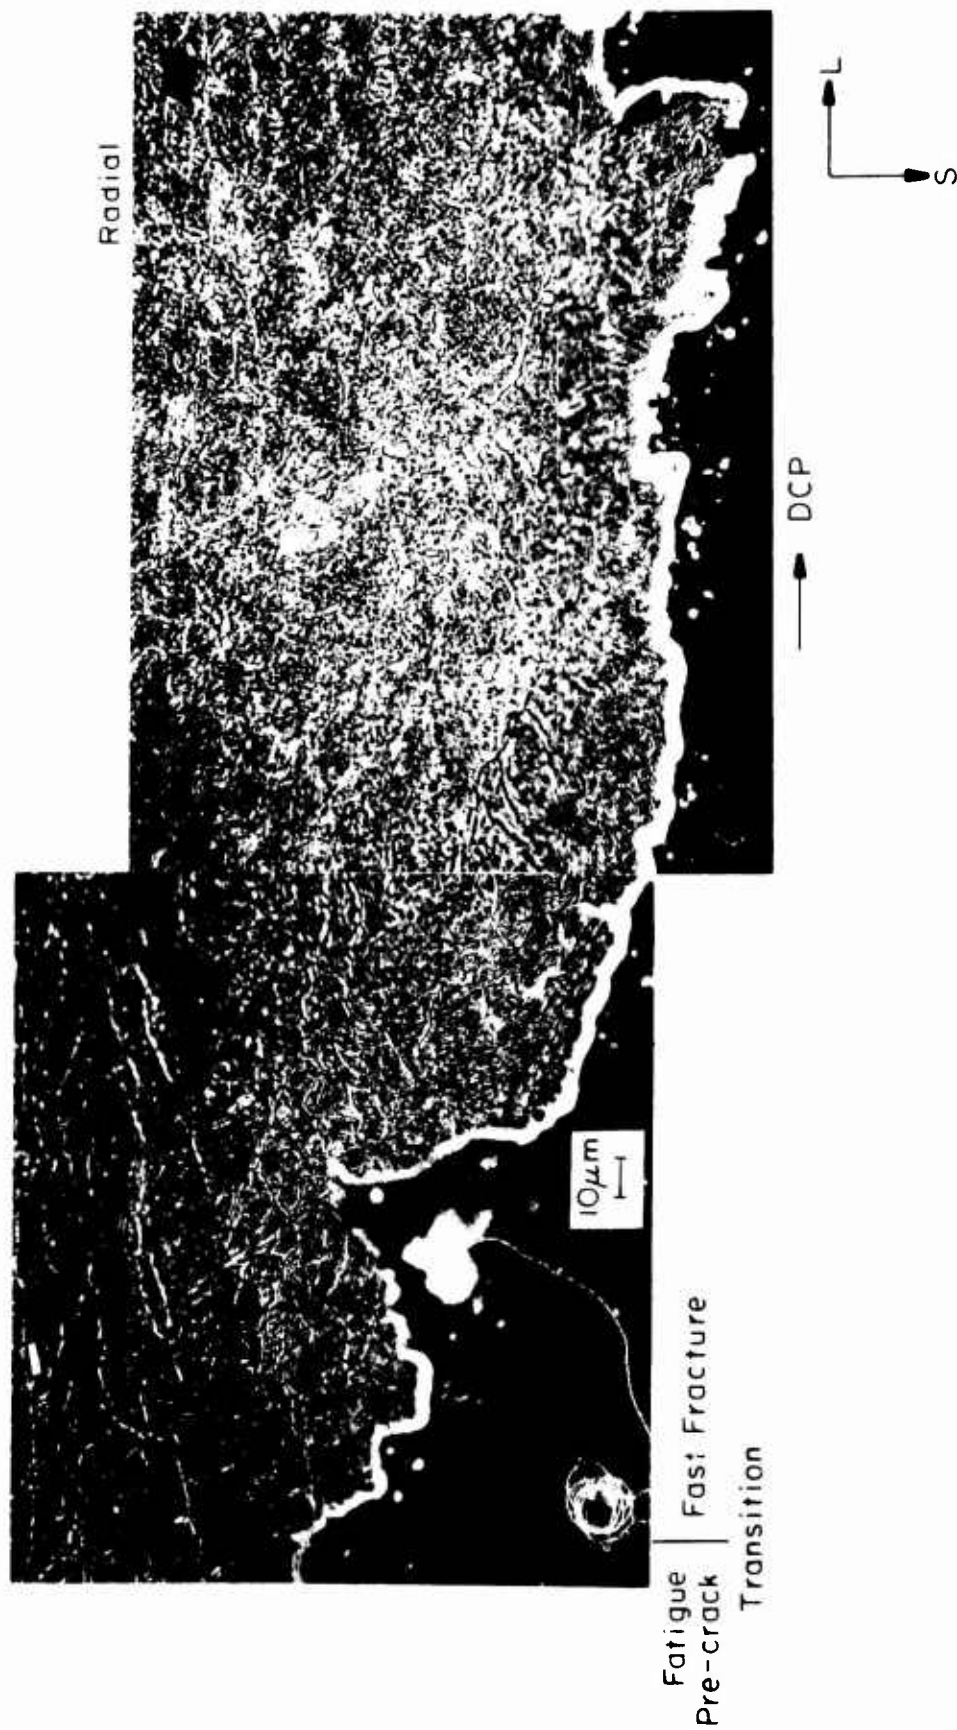 Radial
10μm
L
S
DCP
Fatigue
Pre-crack
Fast Fracture
Transition